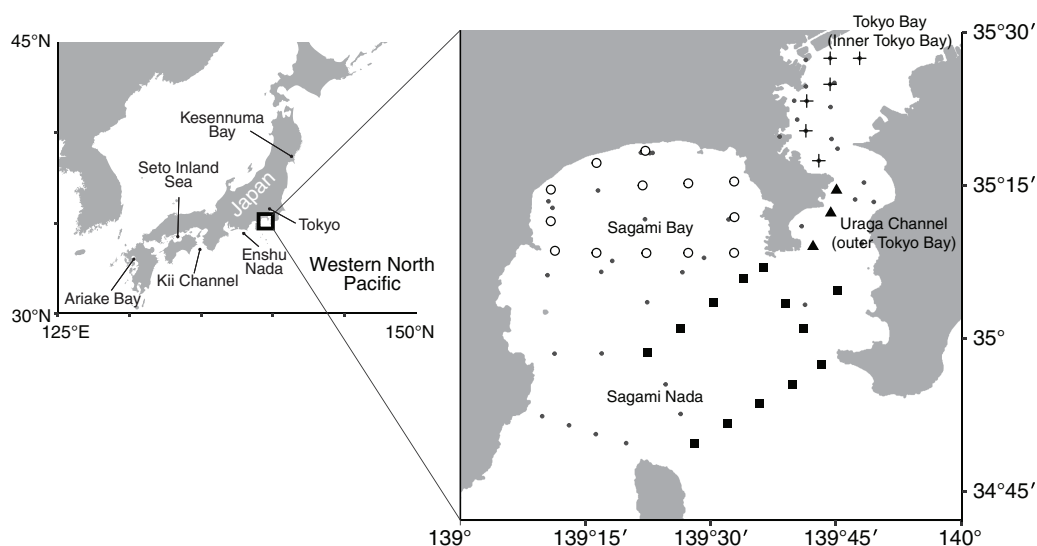 45°N
30°N
125°E
150°N
Kesennuma
Bay
Seto Inland
Sea
Japan
Tokyo
Enshu
Nada
Kii Channel
Ariake Bay
Western North
Pacific
Tokyo Bay
(Inner Tokyo Bay)
Sagami Bay
Uraga Channel
(outer Tokyo Bay)
Sagami Nada
35°30′
35°15′
35°
34°45′
139°
139°15′
139°30′
139°45′
140°